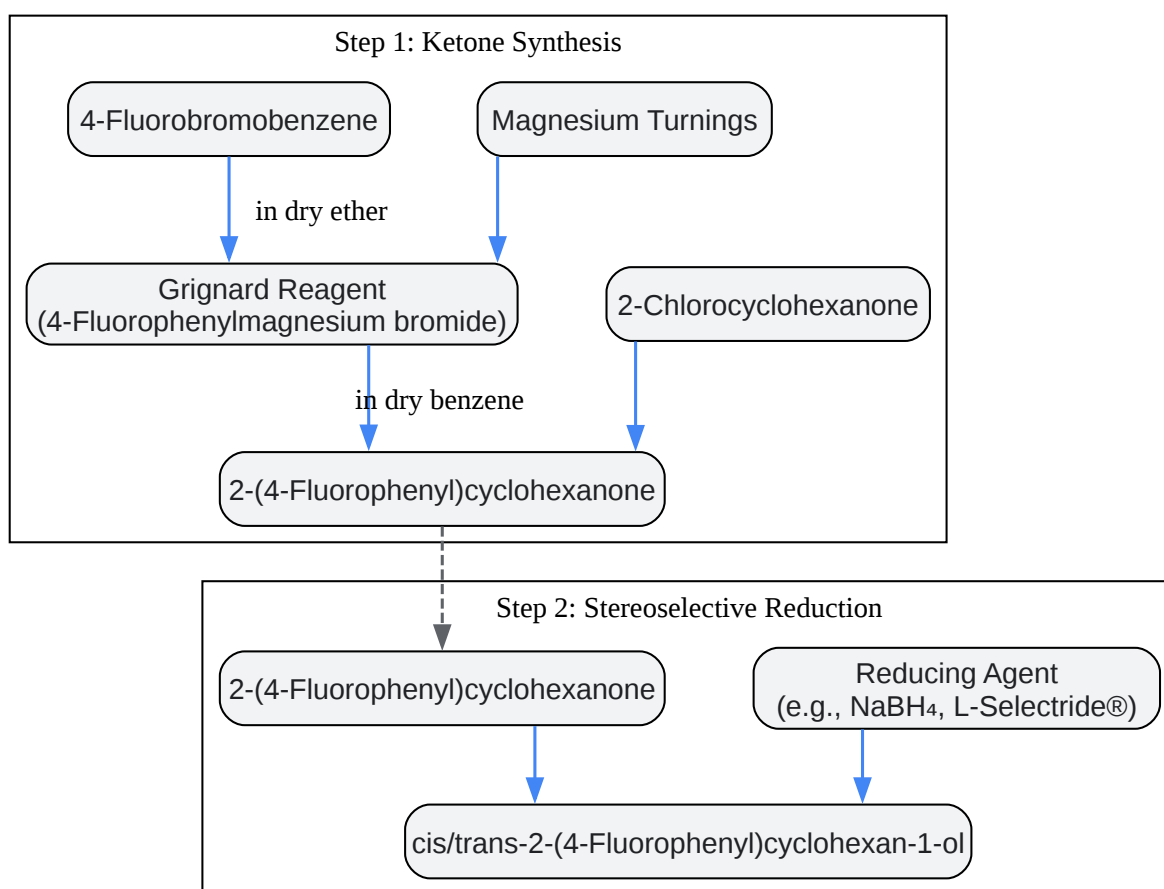 Step 1: Ketone Synthesis
4-Fluorobromobenzene
Magnesium Turnings
in dry ether
Grignard Reagent
(4-Fluorophenylmagnesium bromide)
2-Chlorocyclohexanone
in dry benzene
2-(4-Fluorophenyl)cyclohexanone
Step 2: Stereoselective Reduction
2-(4-Fluorophenyl)cyclohexanone
Reducing Agent
(e.g., NaBH₄, L-Selectride®)
cis/trans-2-(4-Fluorophenyl)cyclohexan-1-ol